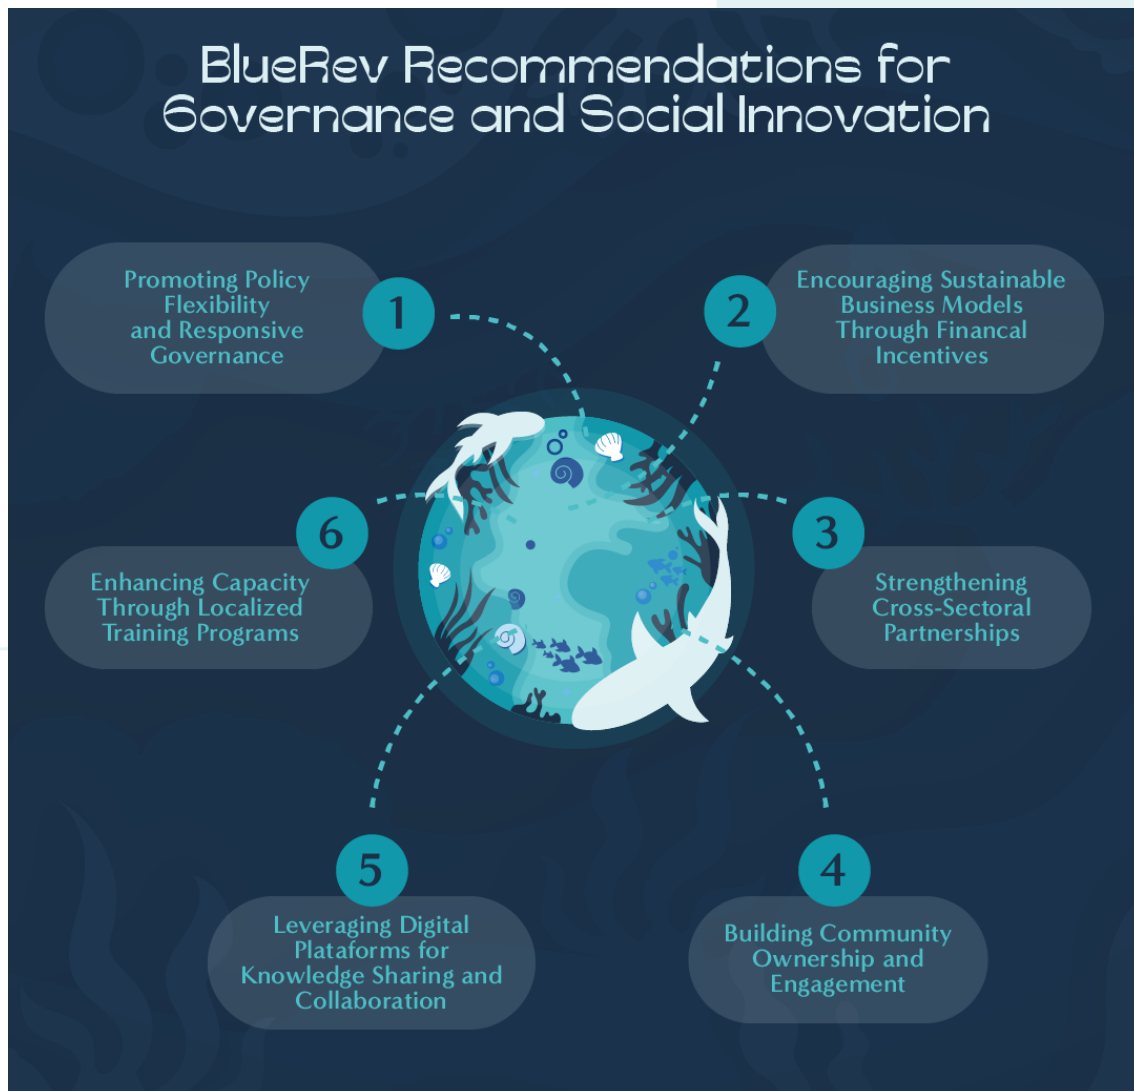 BlueRev Recommendations for
Governance and Social Innovation
1
Promoting Policy
Flexibility
and Responsive
Governance
2
Encouraging Sustainable
Business Models
Through Financal
Incentives
3
Strengthening
Cross-Sectoral
Partnerships
4
Building Community
Ownership and
Engagement
5
Leveraging Digital
Plataforms for
Knowledge Sharing and
Collaboration
6
Enhancing Capacity
Through Localized
Training Programs